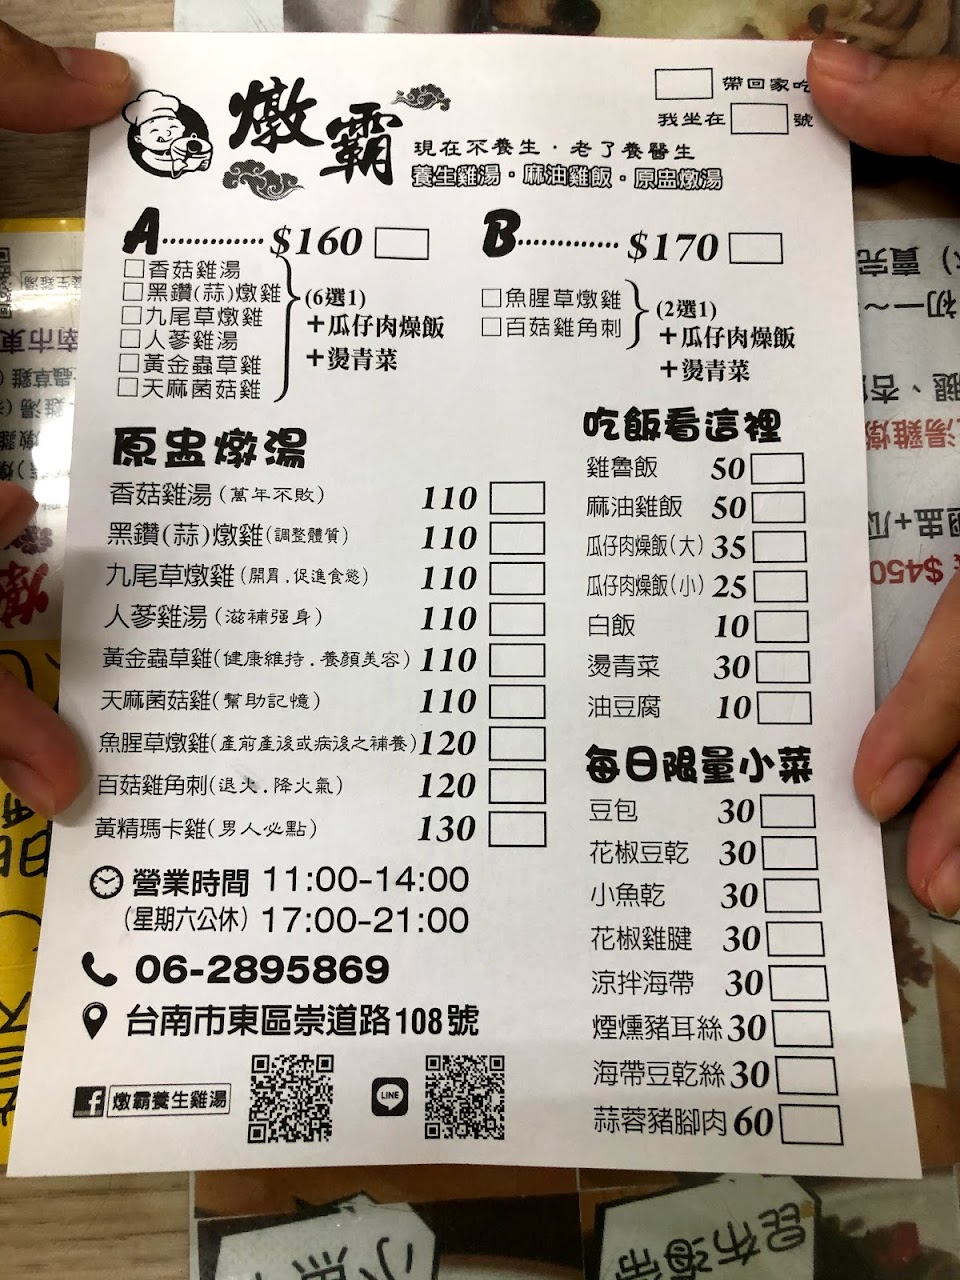 燉霸
帶回家吃
我坐在 號
現在不養生·老了養醫生
養生雞湯·麻油雞飯·原盅燉湯
A..............$160
□香菇雞湯
□黑鑽(蒜)燉雞
□九尾草燉雞
□人蔘雞湯
□黃金蟲草雞
□天麻菌菇雞
(6選1)
+瓜仔肉燥飯
+燙青菜
B..............$170
□魚腥草燉雞
□百菇雞角刺
(2選1)
+瓜仔肉燥飯
+燙青菜
原盅燉湯
香菇雞湯(萬年不敗) 110
黑鑽(蒜)燉雞(調整體質) 110
九尾草燉雞(開胃.促進食慾) 110
人蔘雞湯(滋補强身) 110
黃金蟲草雞(健康維持.養顏美容) 110
天麻菌菇雞(幫助記憶) 110
魚腥草燉雞(產前產後或病後之補養) 120
百菇雞角刺(退火.降火氣) 120
黃精瑪卡雞(男人必點) 130
營業時間 11:00-14:00
(星期六公休) 17:00-21:00
06-2895869
台南市東區崇道路108號
燉霸養生雞湯
LINE
吃飯看這裡
雞魯飯 50
麻油雞飯 50
瓜仔肉燥飯(大) 35
瓜仔肉燥飯(小) 25
白飯 10
燙青菜 30
油豆腐 10
每日限量小菜
豆包 30
花椒豆乾 30
小魚乾 30
花椒雞腱 30
涼拌海帶 30
煙燻豬耳絲 30
海帶豆乾絲 30
蒜蓉豬腳肉 60